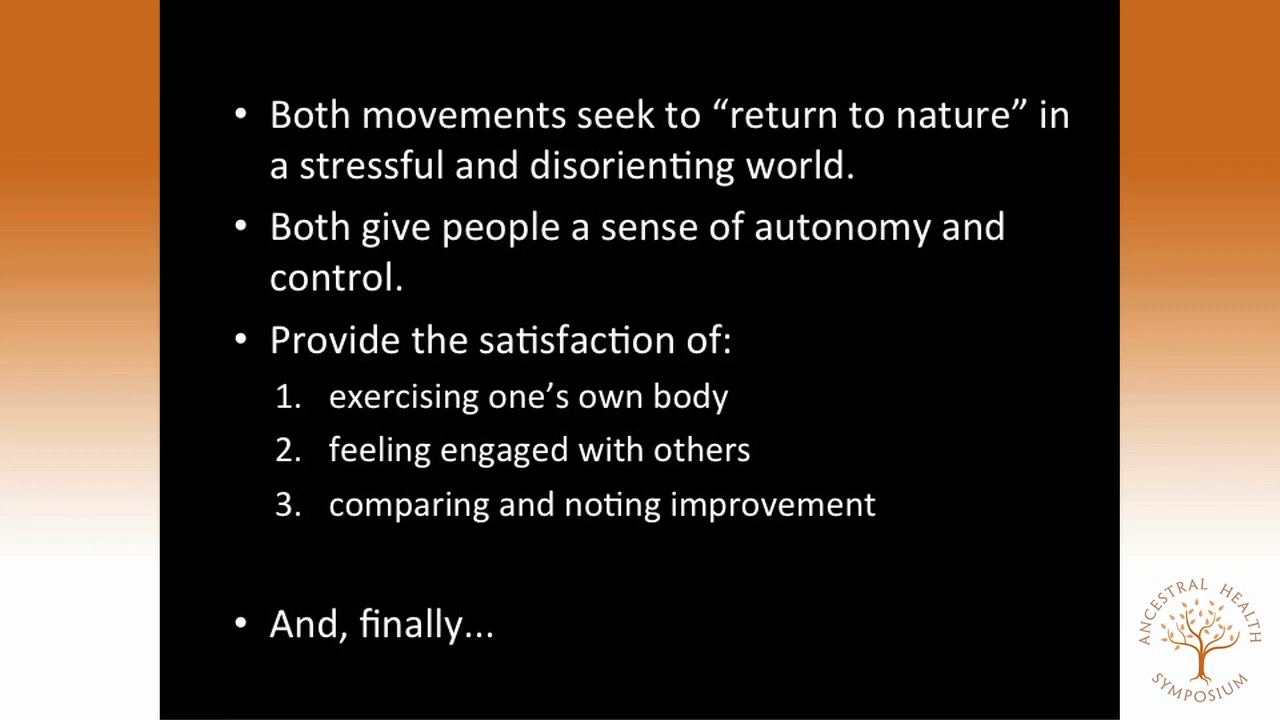 • Both movements seek to “return to nature” in
a stressful and disorienting world.
• Both give people a sense of autonomy and
control.
• Provide the satisfaction of:
1. exercising one’s own body
2. feeling engaged with others
3. comparing and noting improvement
• And, finally...
ANCESTRAL HEALTH
SYMPOSIUM